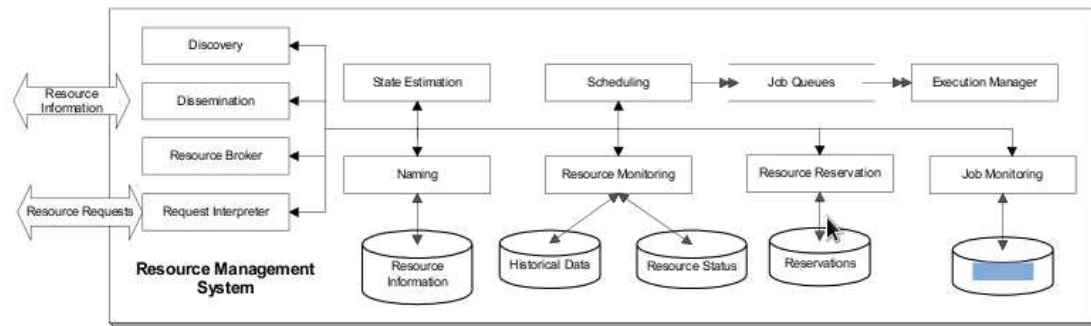 Discovery
State Estimation
Scheduling
Job Queues
Execution Manager
Resource
Information
Dissemination
Resource Broker
Naming
Resource Monitoring
Resource Reservation
Job Monitoring
Resource Requests
Request Interpreter
Resource Management
System
Resource
Information
Historical Data
Resource Status
Reservations